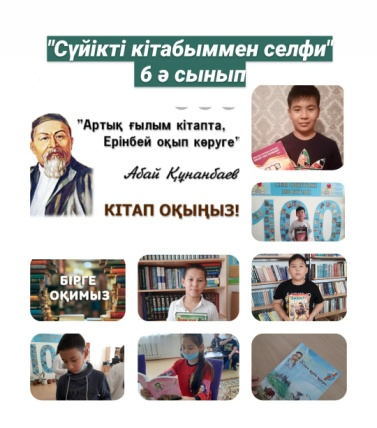 "Сүйікті кітабыммен селфи"
6 ә сынып
"Артық ғылым кітапта,
Ерінбей оқып көруге"
Абай Құнанбаев
КІТАП ОҚЫҢЫЗ!
100
БІРГЕ
ОҚИМЫЗ